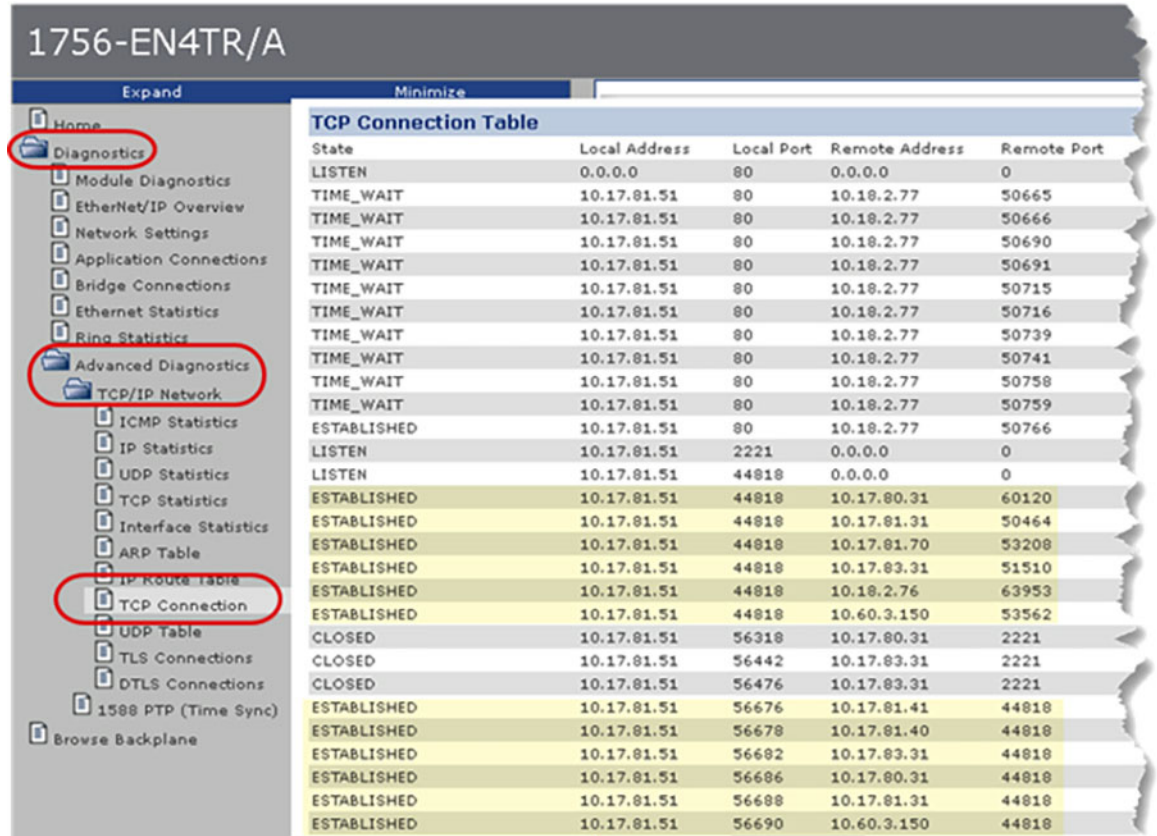 1756-EN4TR/A
Expand Minimize
Home
Diagnostics
Module Diagnostics
EtherNet/IP Overview
Network Settings
Application Connections
Bridge Connections
Ethernet Statistics
Ring Statistics
Advanced Diagnostics
TCP/IP Network
ICMP Statistics
IP Statistics
UDP Statistics
TCP Statistics
Interface Statistics
ARP Table
IP Route Table
TCP Connection
UDP Table
TLS Connections
DTLS Connections
1588 PTP (Time Sync)
Browse Backplane
TCP Connection Table
State Local Address Local Port Remote Address Remote Port
LISTEN 0.0.0.0 80 0.0.0.0 0
TIME_WAIT 10.17.81.51 80 10.18.2.77 50665
TIME_WAIT 10.17.81.51 80 10.18.2.77 50666
TIME_WAIT 10.17.81.51 80 10.18.2.77 50690
TIME_WAIT 10.17.81.51 80 10.18.2.77 50691
TIME_WAIT 10.17.81.51 80 10.18.2.77 50715
TIME_WAIT 10.17.81.51 80 10.18.2.77 50716
TIME_WAIT 10.17.81.51 80 10.18.2.77 50739
TIME_WAIT 10.17.81.51 80 10.18.2.77 50741
TIME_WAIT 10.17.81.51 80 10.18.2.77 50758
TIME_WAIT 10.17.81.51 80 10.18.2.77 50759
ESTABLISHED 10.17.81.51 80 10.18.2.77 50766
LISTEN 10.17.81.51 2221 0.0.0.0 0
LISTEN 10.17.81.51 44818 0.0.0.0 0
ESTABLISHED 10.17.81.51 44818 10.17.80.31 60120
ESTABLISHED 10.17.81.51 44818 10.17.81.31 50464
ESTABLISHED 10.17.81.51 44818 10.17.81.70 53208
ESTABLISHED 10.17.81.51 44818 10.17.83.31 51510
ESTABLISHED 10.17.81.51 44818 10.18.2.76 63953
ESTABLISHED 10.17.81.51 44818 10.60.3.150 53562
CLOSED 10.17.81.51 56318 10.17.80.31 2221
CLOSED 10.17.81.51 56442 10.17.83.31 2221
CLOSED 10.17.81.51 56476 10.17.83.31 2221
ESTABLISHED 10.17.81.51 56676 10.17.81.41 44818
ESTABLISHED 10.17.81.51 56678 10.17.81.40 44818
ESTABLISHED 10.17.81.51 56682 10.17.83.31 44818
ESTABLISHED 10.17.81.51 56686 10.17.80.31 44818
ESTABLISHED 10.17.81.51 56688 10.17.81.31 44818
ESTABLISHED 10.17.81.51 56690 10.60.3.150 44818